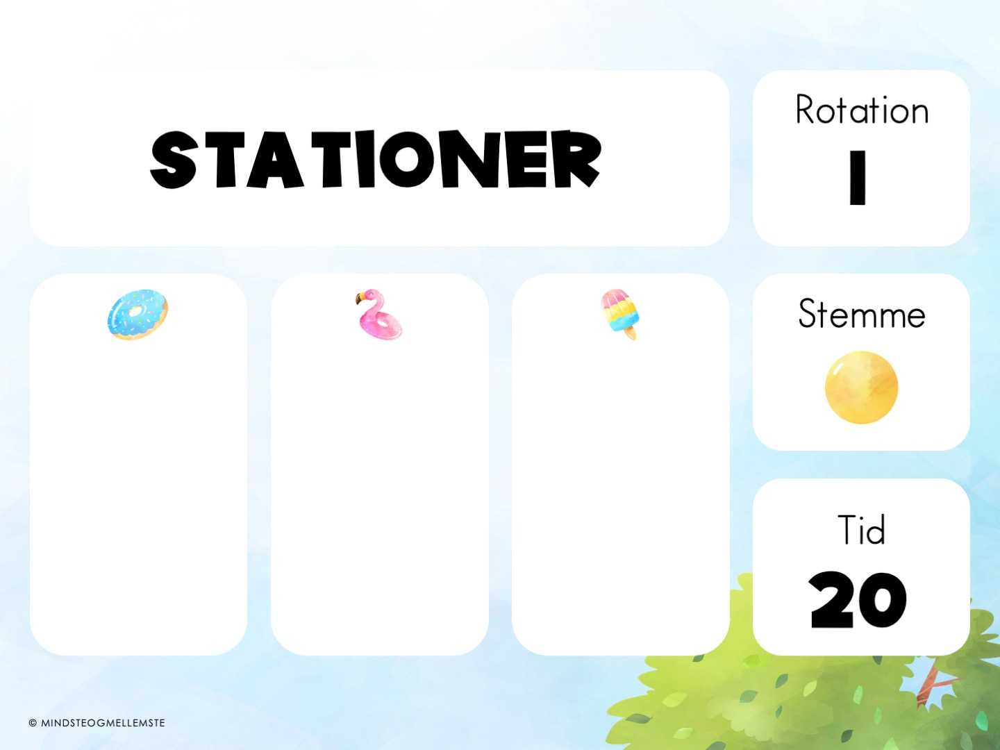 STATIONER
Rotation
1
Stemme
Tid
20
© MINDSTEOGMELLEMSTE